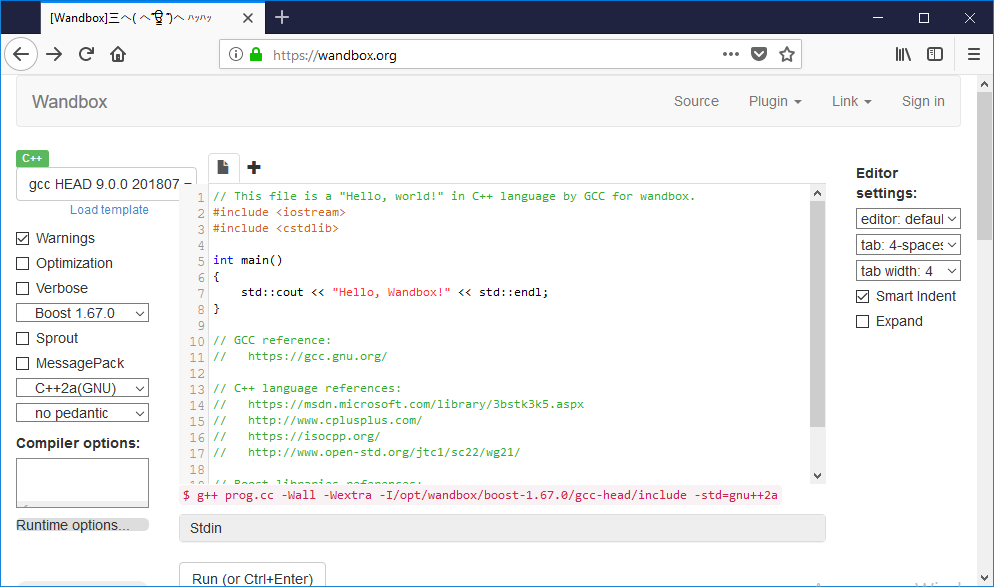 [Wandbox]三へ( へ՞ਊ ՞)へ ﾊｯﾊｯ
https://wandbox.org
Wandbox
Source
Plugin
Link
Sign in
C++
gcc HEAD 9.0.0 201807
Load template
Warnings
Optimization
Verbose
Boost 1.67.0
Sprout
MessagePack
C++2a(GNU)
no pedantic
Compiler options:
Runtime options...
1 // This file is a "Hello, world!" in C++ language by GCC for wandbox.
2 #include <iostream>
3 #include <cstdlib>
4
5 int main()
6 {
7     std::cout << "Hello, Wandbox!" << std::endl;
8 }
9
10 // GCC reference:
11 //   https://gcc.gnu.org/
12
13 // C++ language references:
14 //   https://msdn.microsoft.com/library/3bstk3k5.aspx
15 //   http://www.cplusplus.com/
16 //   https://isocpp.org/
17 //   http://www.open-std.org/jtc1/sc22/wg21/
18
19 // Boost libraries references:
$ g++ prog.cc -Wall -Wextra -I/opt/wandbox/boost-1.67.0/gcc-head/include -std=gnu++2a
Stdin
Run (or Ctrl+Enter)
Editor
settings:
editor: defaul
tab: 4-spaces
tab width: 4
Smart Indent
Expand